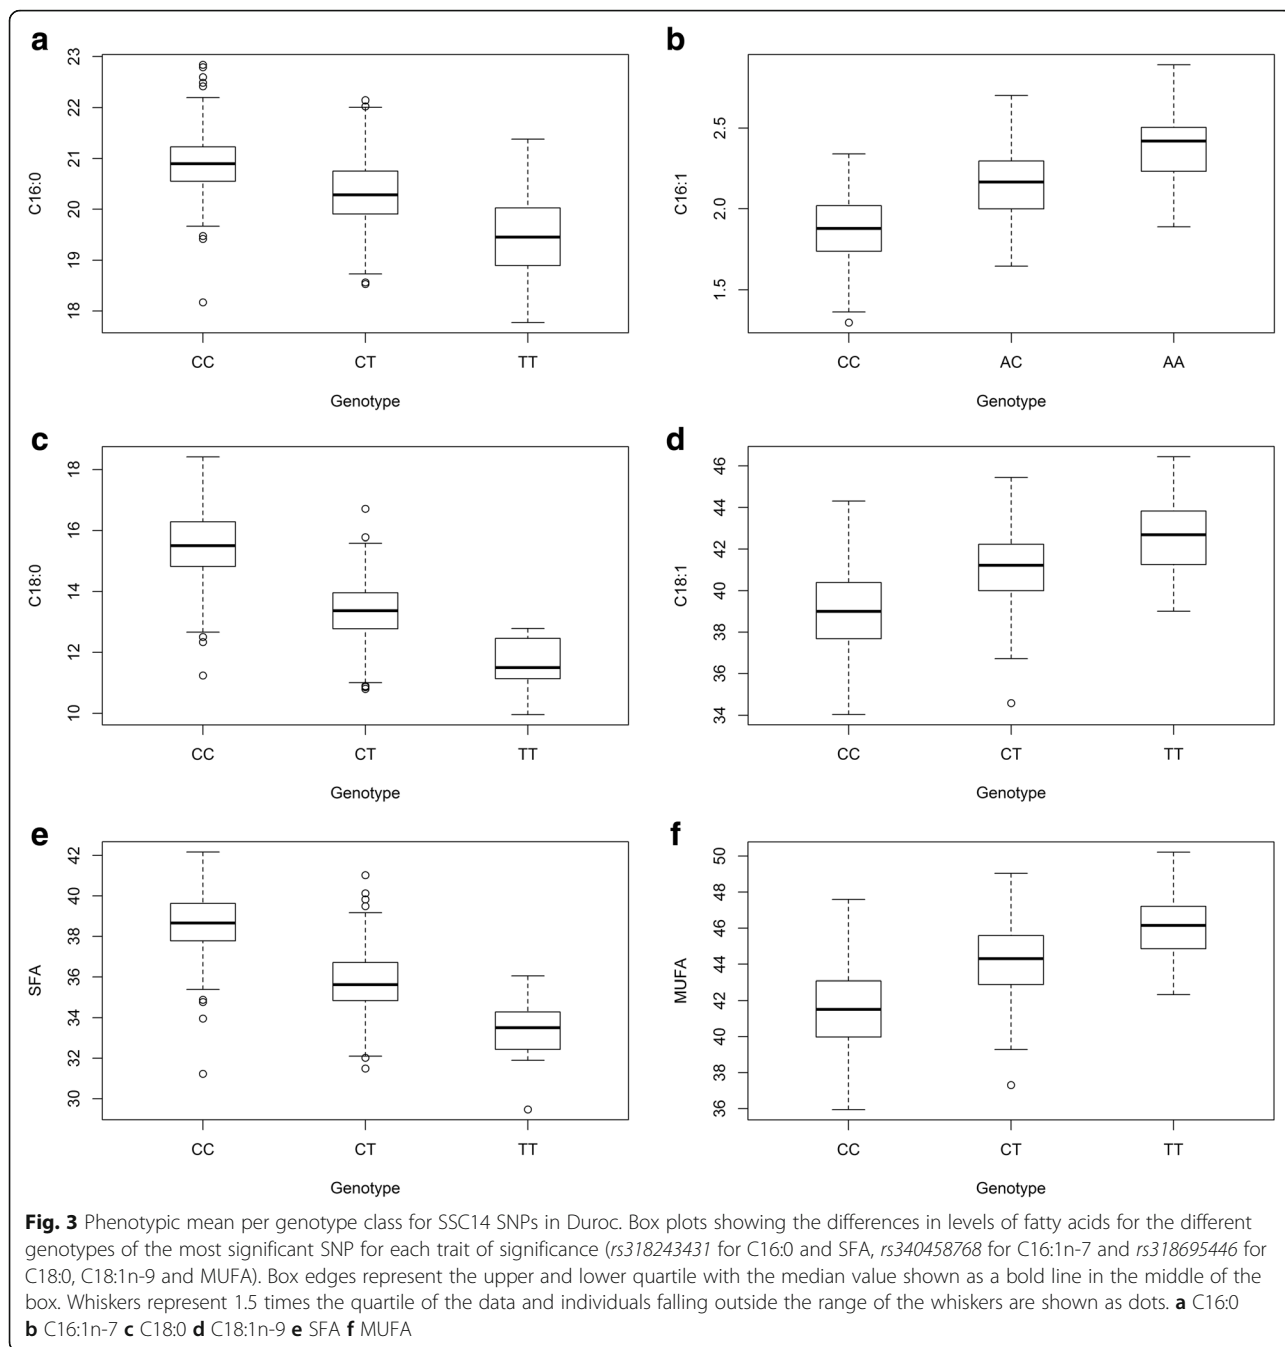 a
23
22
21
20
19
18
C16:0
CC
CT
TT
Genotype
b
2.5
2.0
1.5
C16:1
CC
AC
AA
Genotype
c
18
16
14
12
10
C18:0
CC
CT
TT
Genotype
d
46
44
42
40
38
36
34
C18:1
CC
CT
TT
Genotype
e
42
40
38
36
34
32
30
SFA
CC
CT
TT
Genotype
f
50
48
46
44
42
40
38
36
MUFA
CC
CT
TT
Genotype
Fig. 3 Phenotypic mean per genotype class for SSC14 SNPs in Duroc. Box plots showing the differences in levels of fatty acids for the different
genotypes of the most significant SNP for each trait of significance (rs318243431 for C16:0 and SFA, rs340458768 for C16:1n-7 and rs318695446 for
C18:0, C18:1n-9 and MUFA). Box edges represent the upper and lower quartile with the median value shown as a bold line in the middle of the
box. Whiskers represent 1.5 times the quartile of the data and individuals falling outside the range of the whiskers are shown as dots. a C16:0
b C16:1n-7 c C18:0 d C18:1n-9 e SFA f MUFA